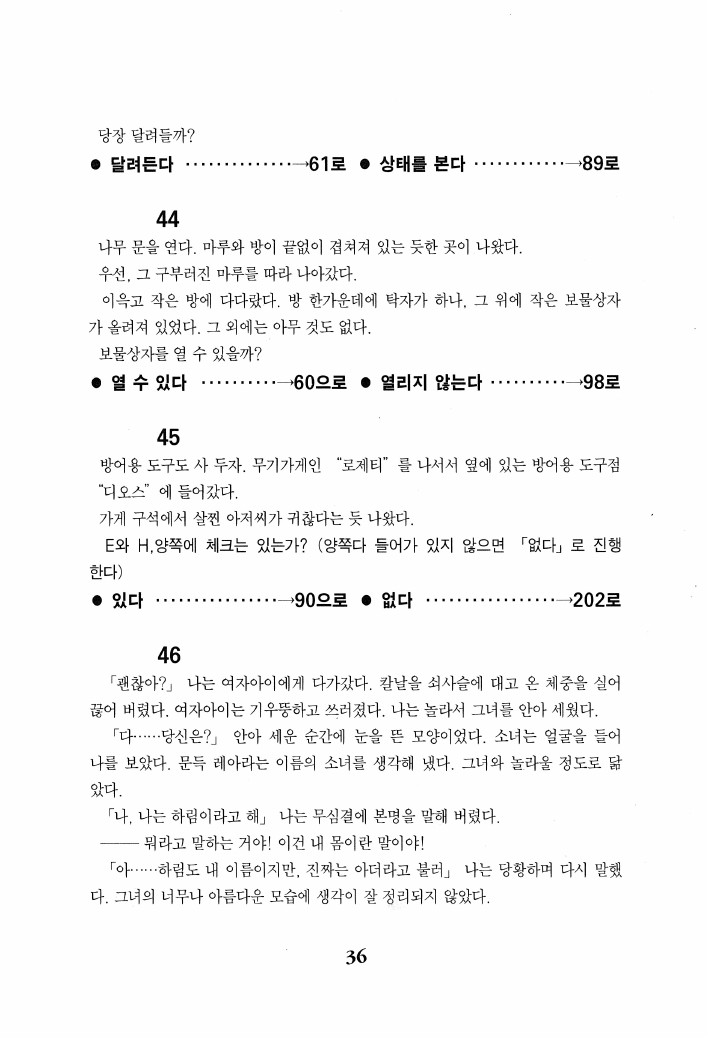 당장 달려들까?
● 달려든다 ··············→61로 ● 상태를 본다 ············→89로
44
나무 문을 연다. 마루와 방이 끝없이 겹쳐져 있는 듯한 곳이 나왔다.
우선, 그 구부러진 마루를 따라 나아갔다.
이윽고 작은 방에 다다랐다. 방 한가운데에 탁자가 하나, 그 위에 작은 보물상자
가 올려져 있었다. 그 외에는 아무 것도 없다.
보물상자를 열 수 있을까?
● 열 수 있다 ··········→60으로 ● 열리지 않는다 ··········→98로
45
방어용 도구도 사 두자. 무기가게인 “로제티”를 나서서 옆에 있는 방어용 도구점
“디오스”에 들어갔다.
가게 구석에서 살찐 아저씨가 귀찮다는 듯 나왔다.
E와 H,양쪽에 체크는 있는가? (양쪽다 들어가 있지 않으면 「없다」로 진행
한다)
● 있다 ················→90으로 ● 없다 ·················→202로
46
「괜찮아?」 나는 여자아이에게 다가갔다. 칼날을 쇠사슬에 대고 온 체중을 실어
끊어 버렸다. 여자아이는 기우뚱하고 쓰러졌다. 나는 놀라서 그녀를 안아 세웠다.
「다……당신은?」 안아 세운 순간에 눈을 뜬 모양이었다. 소녀는 얼굴을 들어
나를 보았다. 문득 레아라는 이름의 소녀를 생각해 냈다. 그녀와 놀라울 정도로 닮
았다.
「나, 나는 하림이라고 해」 나는 무심결에 본명을 말해 버렸다.
―― 뭐라고 말하는 거야! 이건 내 몸이란 말이야!
「아……하림도 내 이름이지만, 진짜는 아더라고 불러」 나는 당황하며 다시 말했
다. 그녀의 너무나 아름다운 모습에 생각이 잘 정리되지 않았다.
36